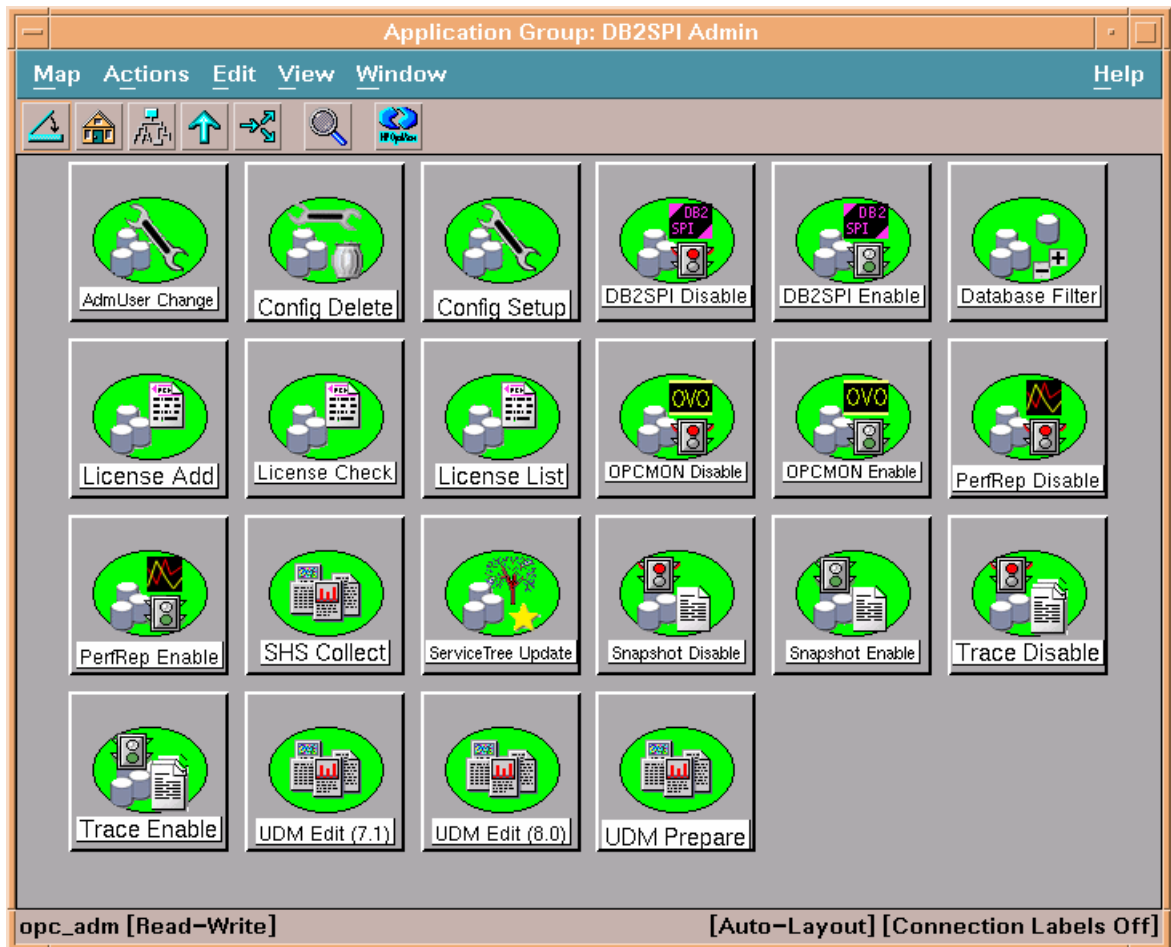 Application Group: DB2SPI Admin
Map Actions Edit View Window Help
HP OpenView
AdmUser Change
Config Delete
Config Setup
DB2 SPI
DB2SPI Disable
DB2 SPI
DB2SPI Enable
Database Filter
License Add
License Check
License List
OVO
OPCMON Disable
OVO
OPCMON Enable
PerfRep Disable
PerfRep Enable
SHS Collect
ServiceTree Update
Snapshot Disable
Snapshot Enable
Trace Disable
Trace Enable
UDM Edit (7.1)
UDM Edit (8.0)
UDM Prepare
opc_adm [Read-Write] [Auto-Layout] [Connection Labels Off]